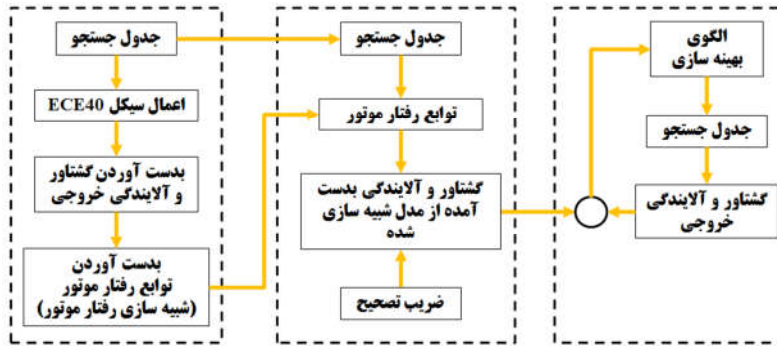 جدول جستجو
اعمال سیکل ECE40
بدست آوردن گشتاور
و آلایندگی خروجی
بدست آوردن
توابع رفتار موتور
(شبیه سازی رفتار موتور)
جدول جستجو
توابع رفتار موتور
گشتاور و آلایندگی بدست
آمده از مدل شبیه سازی
شده
ضریب تصحیح
الگوی
بهینه سازی
جدول جستجو
گشتاور و آلایندگی
خروجی